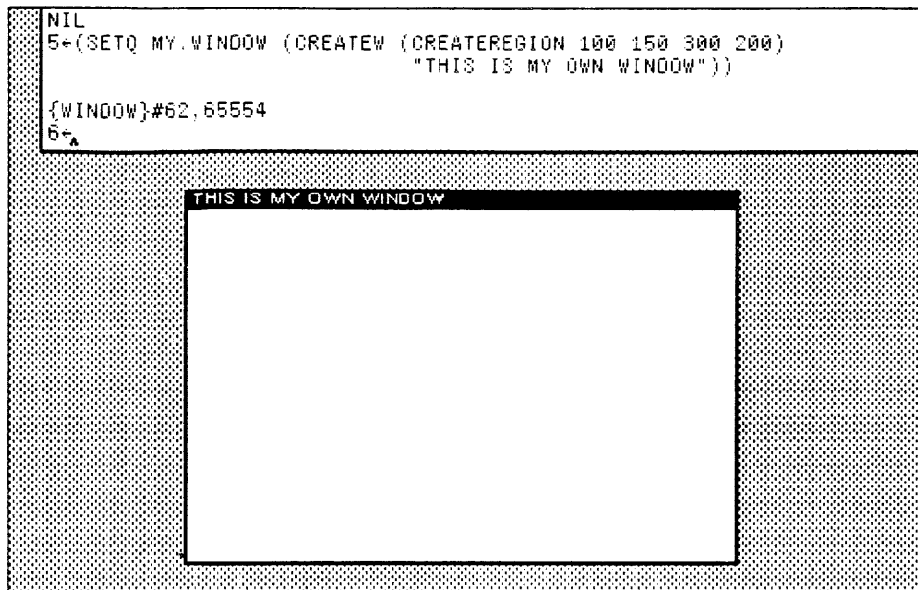 NIL
5←(SETQ MY.WINDOW (CREATEW (CREATEREGION 100 150 300 200)
"THIS IS MY OWN WINDOW"))
{WINDOW}#62,65554
6←
THIS IS MY OWN WINDOW